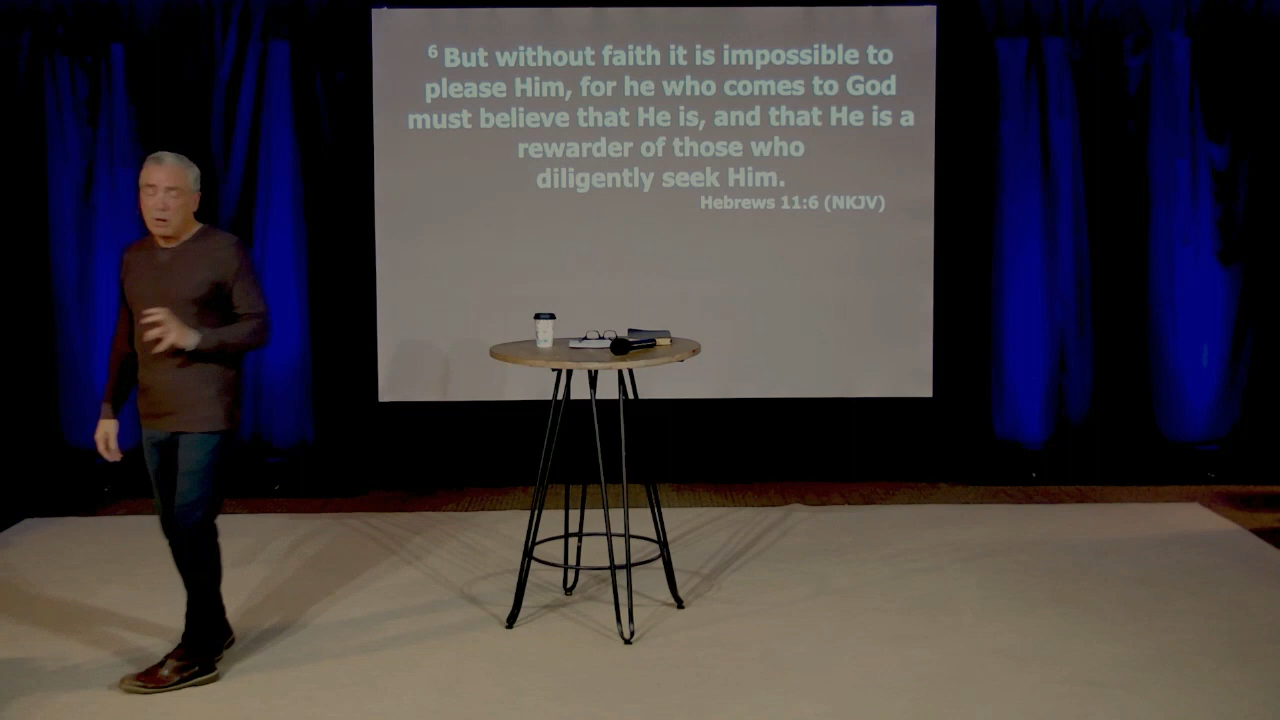 6 But without faith it is impossible to
please Him, for he who comes to God
must believe that He is, and that He is a
rewarder of those who
diligently seek Him.
Hebrews 11:6 (NKJV)